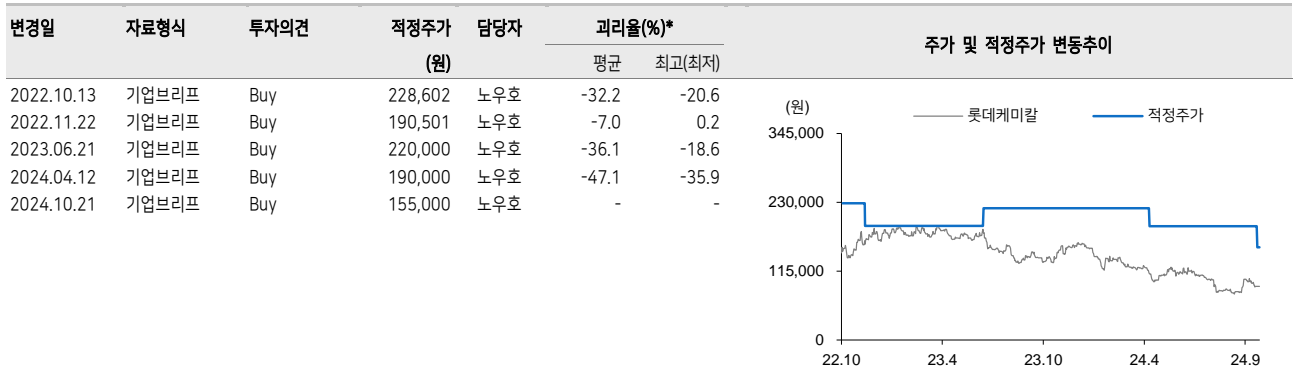 변경일 자료형식 투자의견 적정주가 담당자 괴리율(%)* 주가 및 적정주가 변동추이
(원) 평균 최고(최저)
2022.10.13 기업브리프 Buy 228,602 노우호 -32.2 -20.6
2022.11.22 기업브리프 Buy 190,501 노우호 -7.0 0.2
2023.06.21 기업브리프 Buy 220,000 노우호 -36.1 -18.6
2024.04.12 기업브리프 Buy 190,000 노우호 -47.1 -35.9
2024.10.21 기업브리프 Buy 155,000 노우호 - -
(원) 롯데케미칼 적정주가
345,000
230,000
115,000
0
22.10 23.4 23.10 24.4 24.9